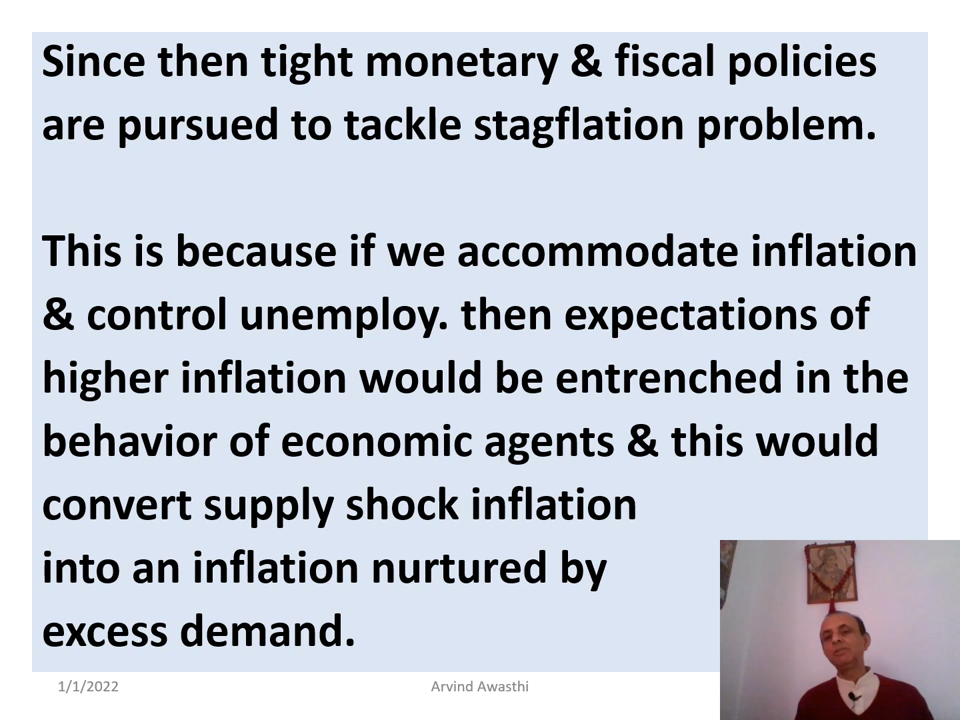 Since then tight monetary & fiscal policies
are pursued to tackle stagflation problem.
This is because if we accommodate inflation
& control unemploy. then expectations of
higher inflation would be entrenched in the
behavior of economic agents & this would
convert supply shock inflation
into an inflation nurtured by
excess demand.
1/1/2022
Arvind Awasthi